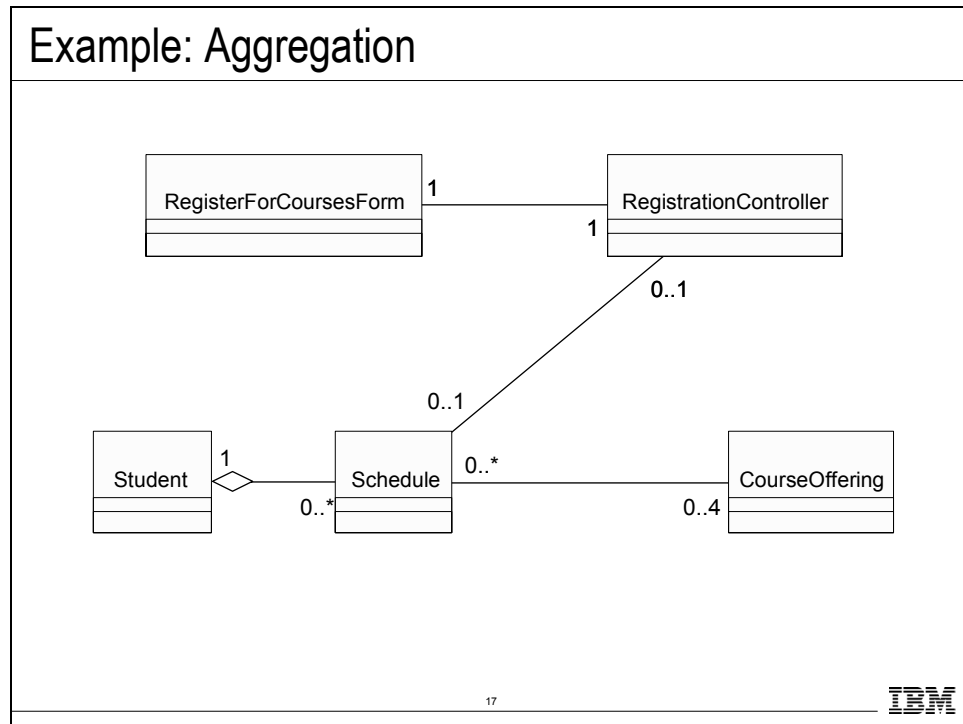 Example: Aggregation
RegisterForCoursesForm
1
1
RegistrationController
0..1
0..1
Student
1
0..*
Schedule
0..*
0..4
CourseOffering
17
IBM